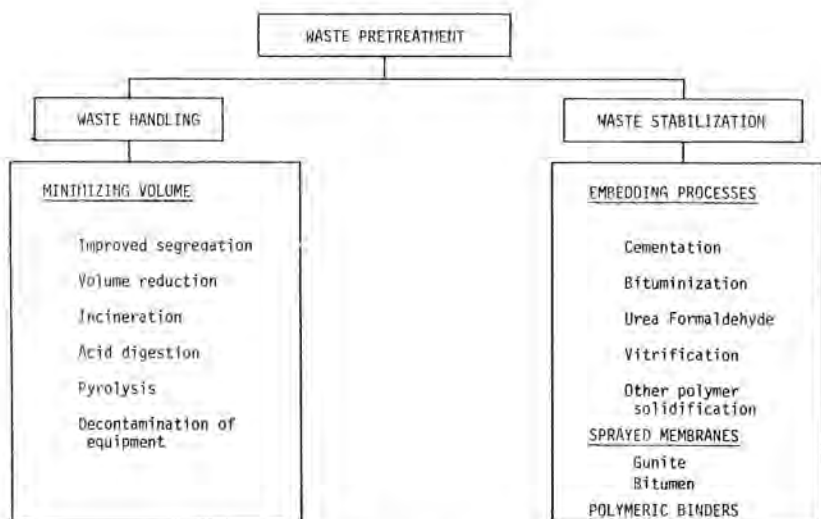 WASTE PRETREATMENT
WASTE HANDLING
WASTE STABILIZATION
MINIMIZING VOLUME
Improved segregation
Volume reduction
Incineration
Acid digestion
Pyrolysis
Decontamination of
equipment
EMBEDDING PROCESSES
Cementation
Bituminization
Urea Formaldehyde
Vitrification
Other polymer
solidification
SPRAYED MEMBRANES
Gunite
Bitumen
POLYMERIC BINDERS